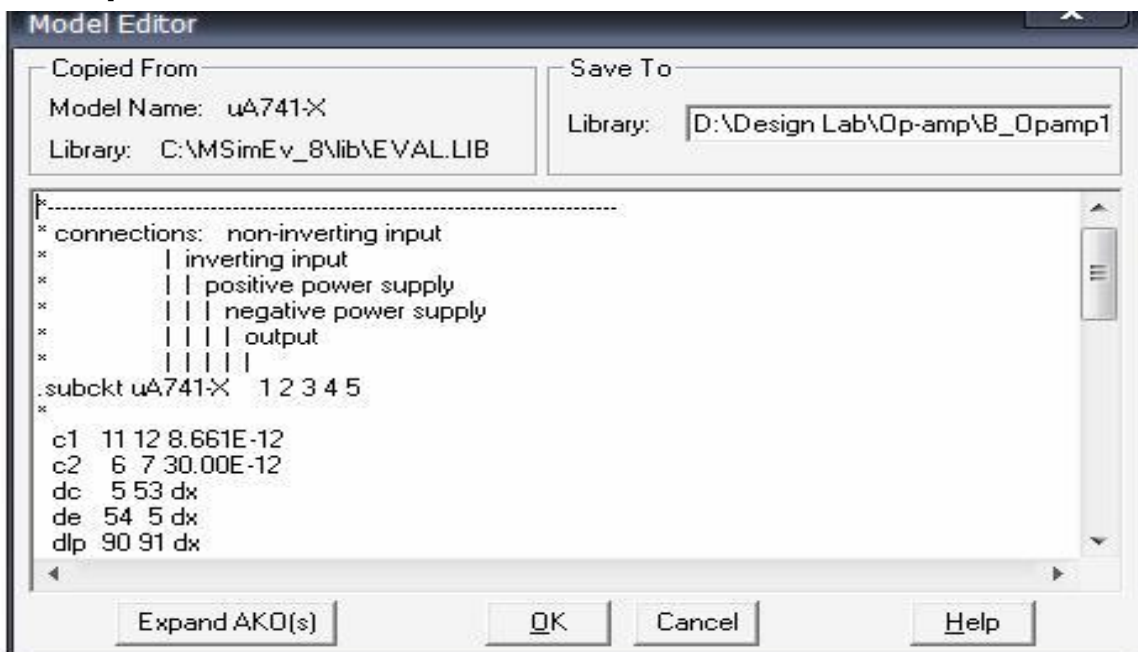 Model Editor
Copied From
Model Name: uA741-X
Library: C:\MSimEv_8\lib\EVAL.LIB
Save To
Library: D:\Design Lab\Op-amp\B_Opamp1
*-----------------------------------------------------------------------------
* connections: non-inverting input
* | inverting input
* | | positive power supply
* | | | negative power supply
* | | | | output
* | | | | |
.subckt uA741-X 1 2 3 4 5
*
c1 11 12 8.661E-12
c2 6 7 30.00E-12
dc 5 53 dx
de 54 5 dx
dlp 90 91 dx
Expand AKO(s)
OK
Cancel
Help